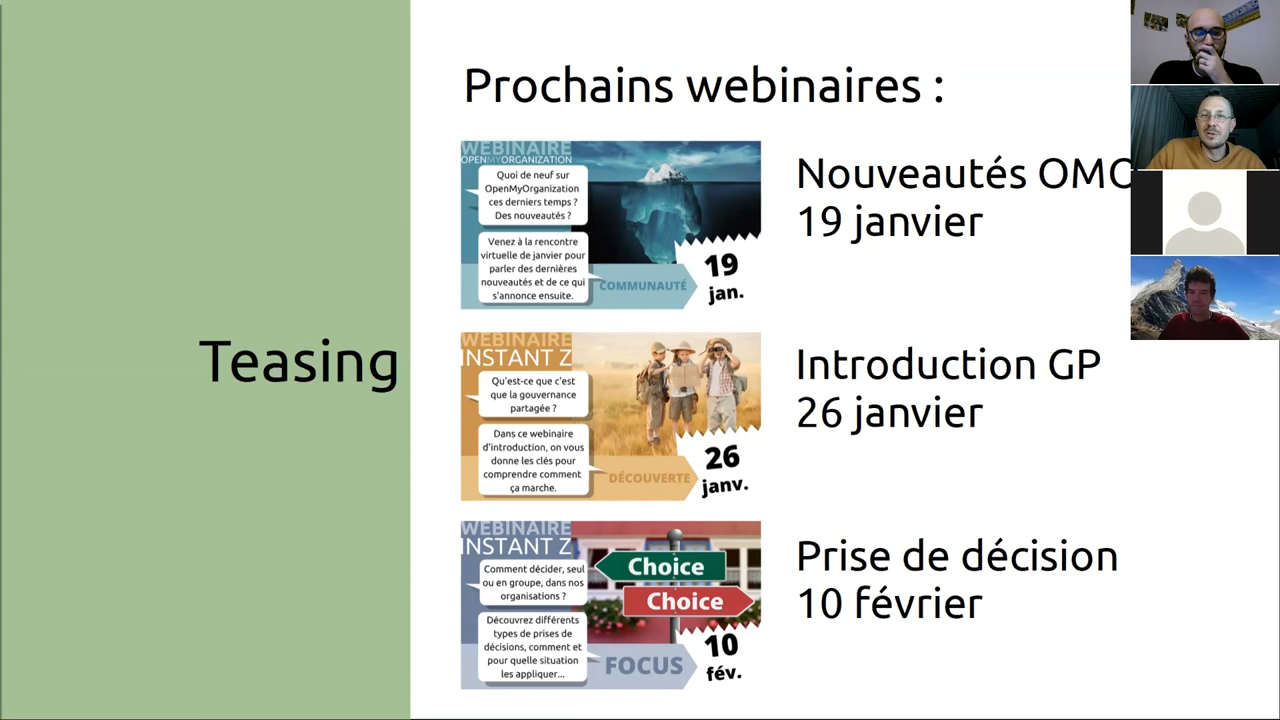 Teasing
Prochains webinaires :
WEBINAIRE
OPENMYORGANIZATION
Quoi de neuf sur
OpenMyOrganization
ces derniers temps ?
Des nouveautés ?
Venez à la rencontre
virtuelle de janvier pour
parler des dernières
nouveautés et de ce qui
s'annonce ensuite.
COMMUNAUTÉ
19
jan.
Nouveautés OMO
19 janvier
WEBINAIRE
INSTANT Z
Qu'est-ce que c'est
que la gouvernance
partagée ?
Dans ce webinaire
d'introduction, on vous
donne les clés pour
comprendre comment
ça marche.
DÉCOUVERTE
26
janv.
Introduction GP
26 janvier
WEBINAIRE
INSTANT Z
Comment décider, seul
ou en groupe, dans nos
organisations ?
Découvrez différents
types de prises de
décisions, comment et
pour quelle situation
les appliquer...
Choice
Choice
FOCUS
10
fév.
Prise de décision
10 février